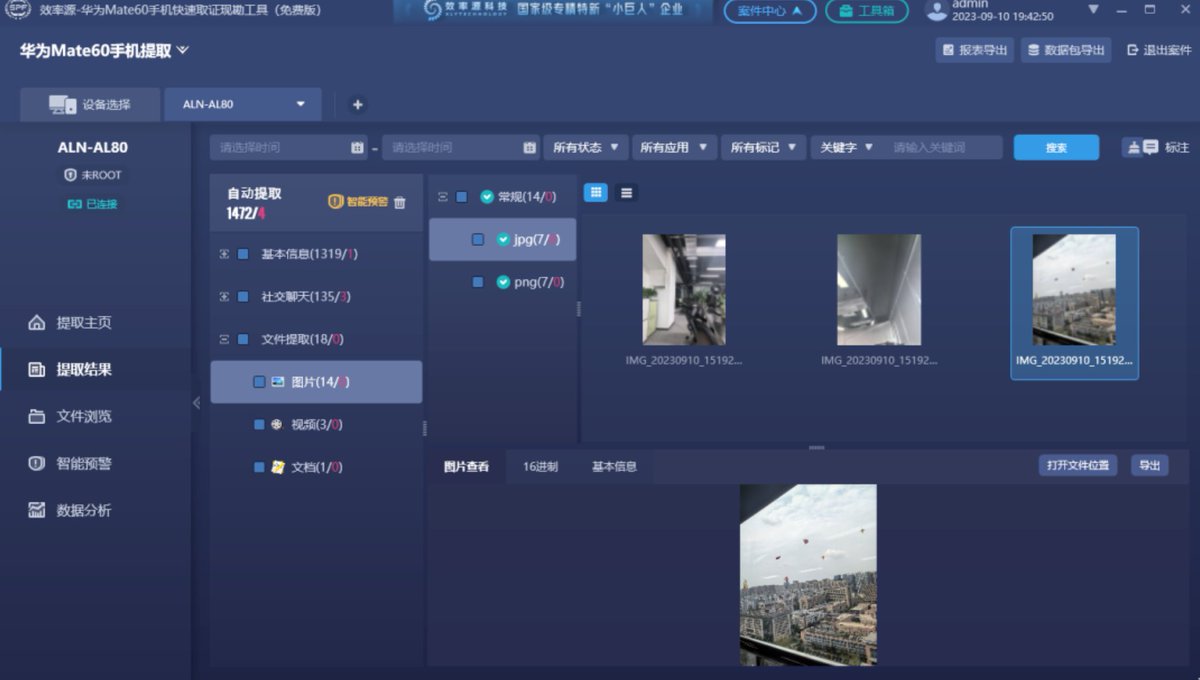 效率源-华为Mate60手机快速取证现勘工具（免费版）
效率源科技 国家级专精特新“小巨人”企业
XLYTECHNOLOGY
案件中心
工具箱
admin
2023-09-10 19:42:50
华为Mate60手机提取
报表导出
数据包导出
退出案件
设备选择
ALN-AL80
ALN-AL80
未ROOT
已连接
请选择时间 - 请选择时间
所有状态
所有应用
所有标记
关键字
请输入关键词
搜索
标注
自动提取
1472/4
智能预警
基本信息(1319/1)
社交聊天(135/3)
文件提取(18/0)
图片(14/0)
视频(3/0)
文档(1/0)
常规(14/0)
jpg(7/0)
png(7/0)
IMG_20230910_15192...
IMG_20230910_15192...
IMG_20230910_15192...
提取主页
提取结果
文件浏览
智能预警
数据分析
图片查看
16进制
基本信息
打开文件位置
导出